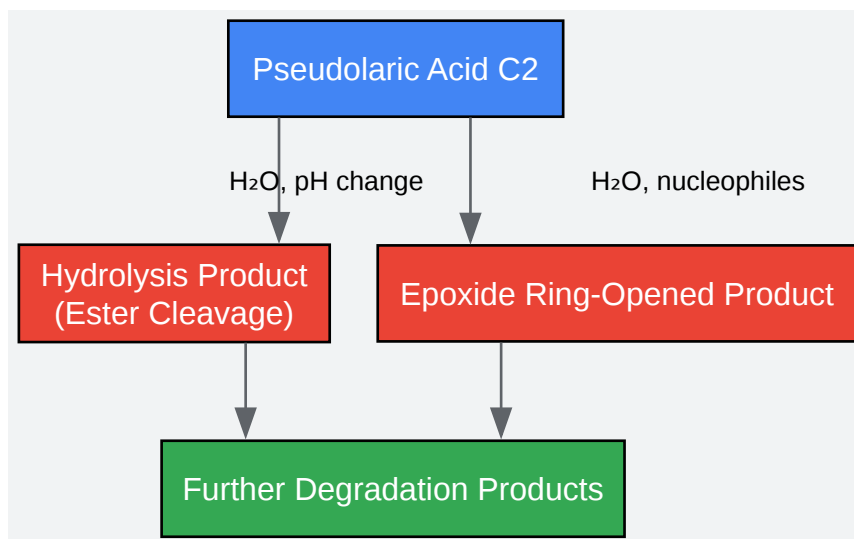 Pseudolaric Acid C2
H₂O, pH change
H₂O, nucleophiles
Hydrolysis Product
(Ester Cleavage)
Epoxide Ring-Opened Product
Further Degradation Products